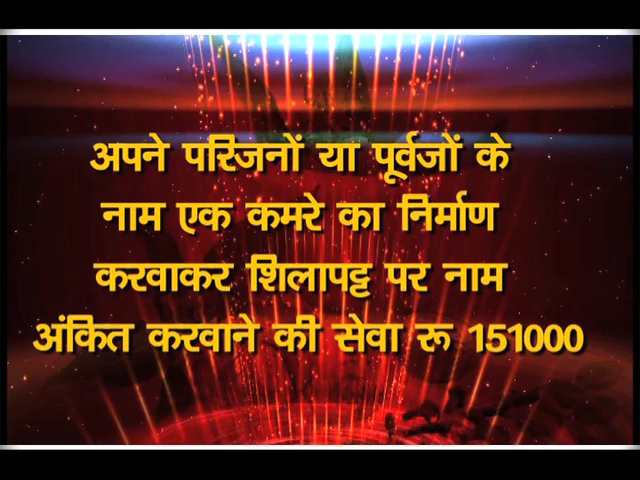 अपने परिजनों या पूर्वजों के
नाम एक कमरे का निर्माण
करवाकर शिलापट्ट पर नाम
अंकित करवाने की सेवा रू 151000